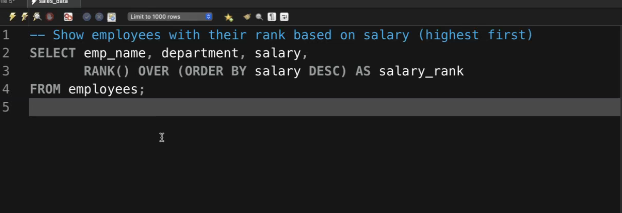 sales_data
Limit to 1000 rows
1 -- Show employees with their rank based on salary (highest first)
2 SELECT emp_name, department, salary,
3 RANK() OVER (ORDER BY salary DESC) AS salary_rank
4 FROM employees;
5